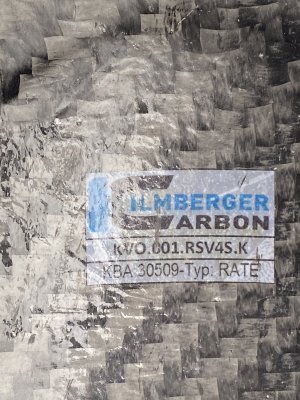 ILMBERGER
CARBON
KVO.001.RSV4S.K
KBA 30509-Typ: RATE